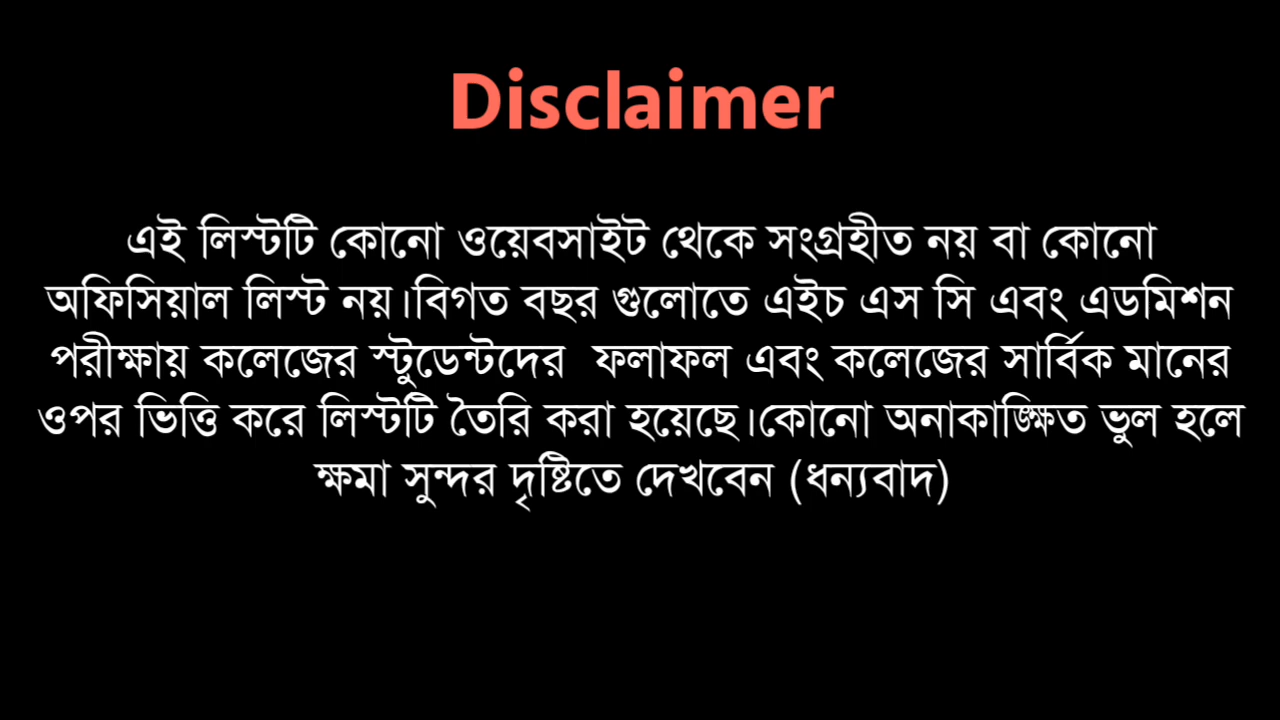 Disclaimer
এই লিস্টটি কোনো ওয়েবসাইট থেকে সংগ্রহীত নয় বা কোনো
অফিসিয়াল লিস্ট নয়।বিগত বছর গুলোতে এইচ এস সি এবং এডমিশন
পরীক্ষায় কলেজের স্টুডেন্টদের  ফলাফল এবং কলেজের সার্বিক মানের
ওপর ভিত্তি করে লিস্টটি তৈরি করা হয়েছে।কোনো অনাকাঙ্ক্ষিত ভুল হলে
ক্ষমা সুন্দর দৃষ্টিতে দেখবেন (ধন্যবাদ)